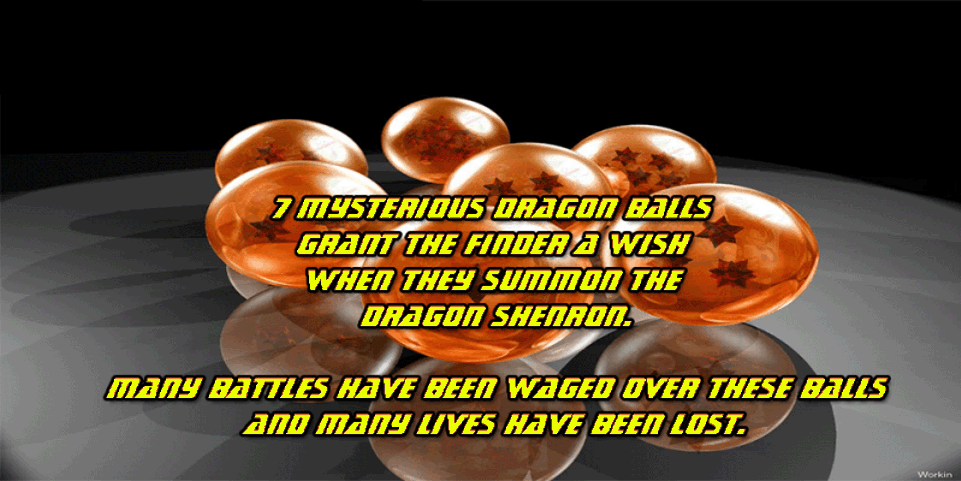 7 MYSTERIOUS DRAGON BALLS
GRANT THE FINDER A WISH
WHEN THEY SUMMON THE
DRAGON SHENRON.
MANY BATTLES HAVE BEEN WAGED OVER THESE BALLS
AND MANY LIVES HAVE BEEN LOST.
Workin